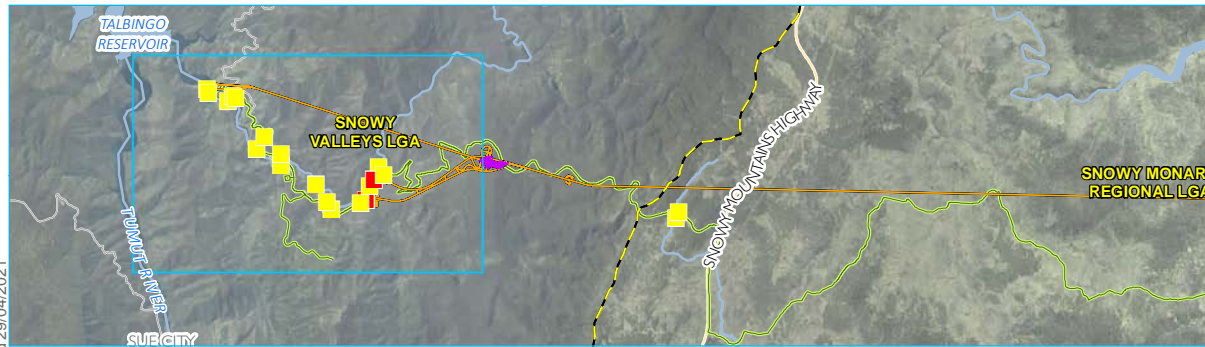 TALBINGO
RESERVOIR
SNOWY
VALLEYS LGA
SNOWY MOUNTAINS HIGHWAY
SNOWY MONAR
REGIONAL LGA
TUMUT RIVER
SUE CITY
29/04/2021